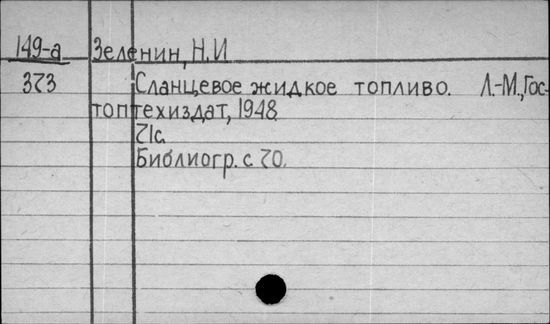 149-а Зеленин, Н.И
373 Сланцевое жидкое топливо. Л.-М., Гос-
топтехиздат, 1948.
71с.
Библиогр. с 70.